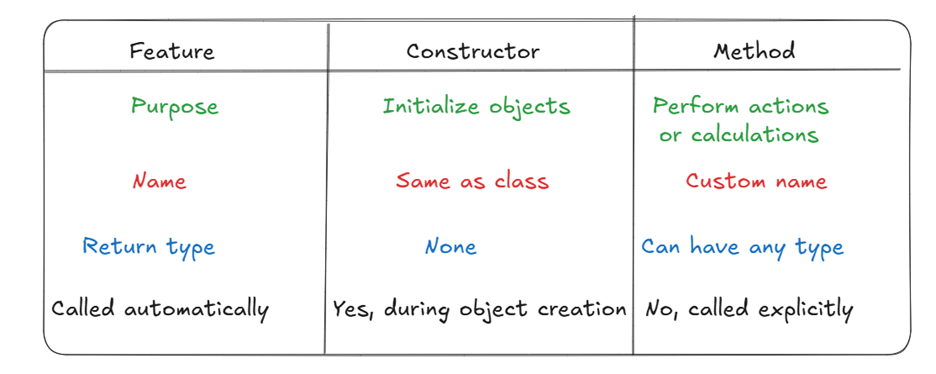 Feature Constructor Method
Purpose Initialize objects Perform actions
or calculations
Name Same as class Custom name
Return type None Can have any type
Called automatically Yes, during object creation No, called explicitly